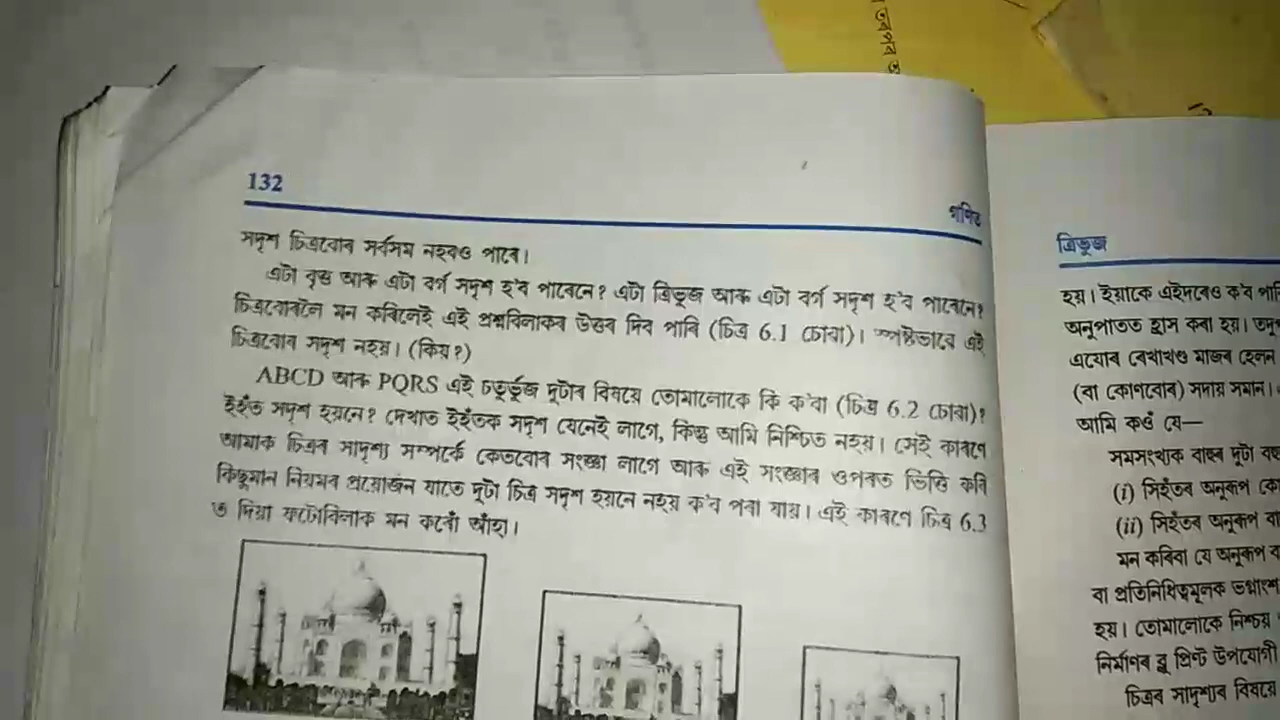 132
গণিত
সদৃশ চিত্ৰবোৰ সৰ্বসম নহবও পাৰে।
এটা বৃত্ত আৰু এটা বৰ্গ সদৃশ হ'ব পাৰেনে? এটা ত্ৰিভুজ আৰু এটা বৰ্গ সদৃশ হ'ব পাৰেনে?
চিত্ৰবোৰলৈ মন কৰিলেই এই প্ৰশ্নবিলাকৰ উত্তৰ দিব পাৰি (চিত্ৰ 6.1 চোৱা)। স্পষ্টভাৱে এই
চিত্ৰবোৰ সদৃশ নহয়। (কিয়?)
ABCD আৰু PQRS এই চতুৰ্ভুজ দুটাৰ বিষয়ে তোমালোকে কি ক'বা (চিত্ৰ 6.2 চোৱা)?
ইহঁত সদৃশ হয়নে? দেখাত ইহঁতক সদৃশ যেনেই লাগে, কিন্তু আমি নিশ্চিত নহয়। সেই কাৰণে
আমাক চিত্ৰৰ সাদৃশ্য সম্পৰ্কে কেতবোৰ সংজ্ঞা লাগে আৰু এই সংজ্ঞাৰ ওপৰত ভিত্তি কৰি
কিছুমান নিয়মৰ প্ৰয়োজন যাতে দুটা চিত্ৰ সদৃশ হয়নে নহয় ক'ব পৰা যায়। এই কাৰণে চিত্ৰ 6.3
ত দিয়া ফটোবিলাক মন কৰোঁ আঁহা।
ত্ৰিভুজ
হয়। ইয়াকে এইদৰেও ক'ব
অনুপাতত হ্ৰাস কৰা হয়।
এযোৰ ৰেখাখণ্ড মাজৰ হেলন
(বা কোণবোৰ) সদায় সমান।
আমি কওঁ যে—
সমসংখ্যক বাহুৰ দুটা
(i) সিহঁতৰ অনুৰূপ
(ii) সিহঁতৰ অনুৰূপ
মন কৰিবা যে অনুৰূপ
বা প্ৰতিনিধিত্বমূলক ভগ্নাংশ
হয়। তোমালোকে নিশ্চয়
নিৰ্মাণৰ ব্লু প্ৰিণ্ট উপযোগী
চিত্ৰৰ সাদৃশ্যৰ বিষয়ে